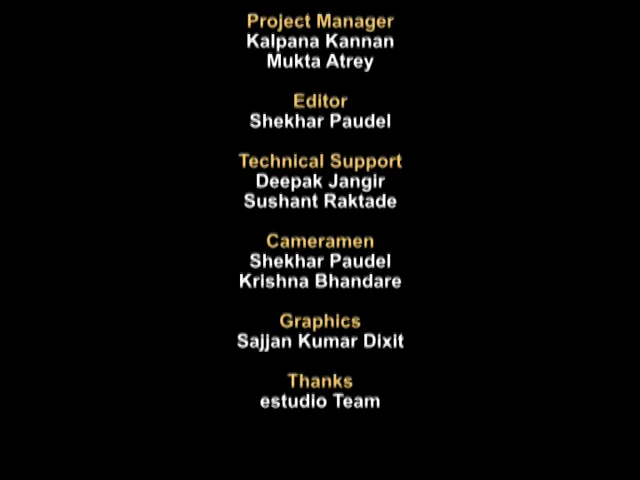 Project Manager
Kalpana Kannan
Mukta Atrey
Editor
Shekhar Paudel
Technical Support
Deepak Jangir
Sushant Raktade
Cameramen
Shekhar Paudel
Krishna Bhandare
Graphics
Sajjan Kumar Dixit
Thanks
estudio Team